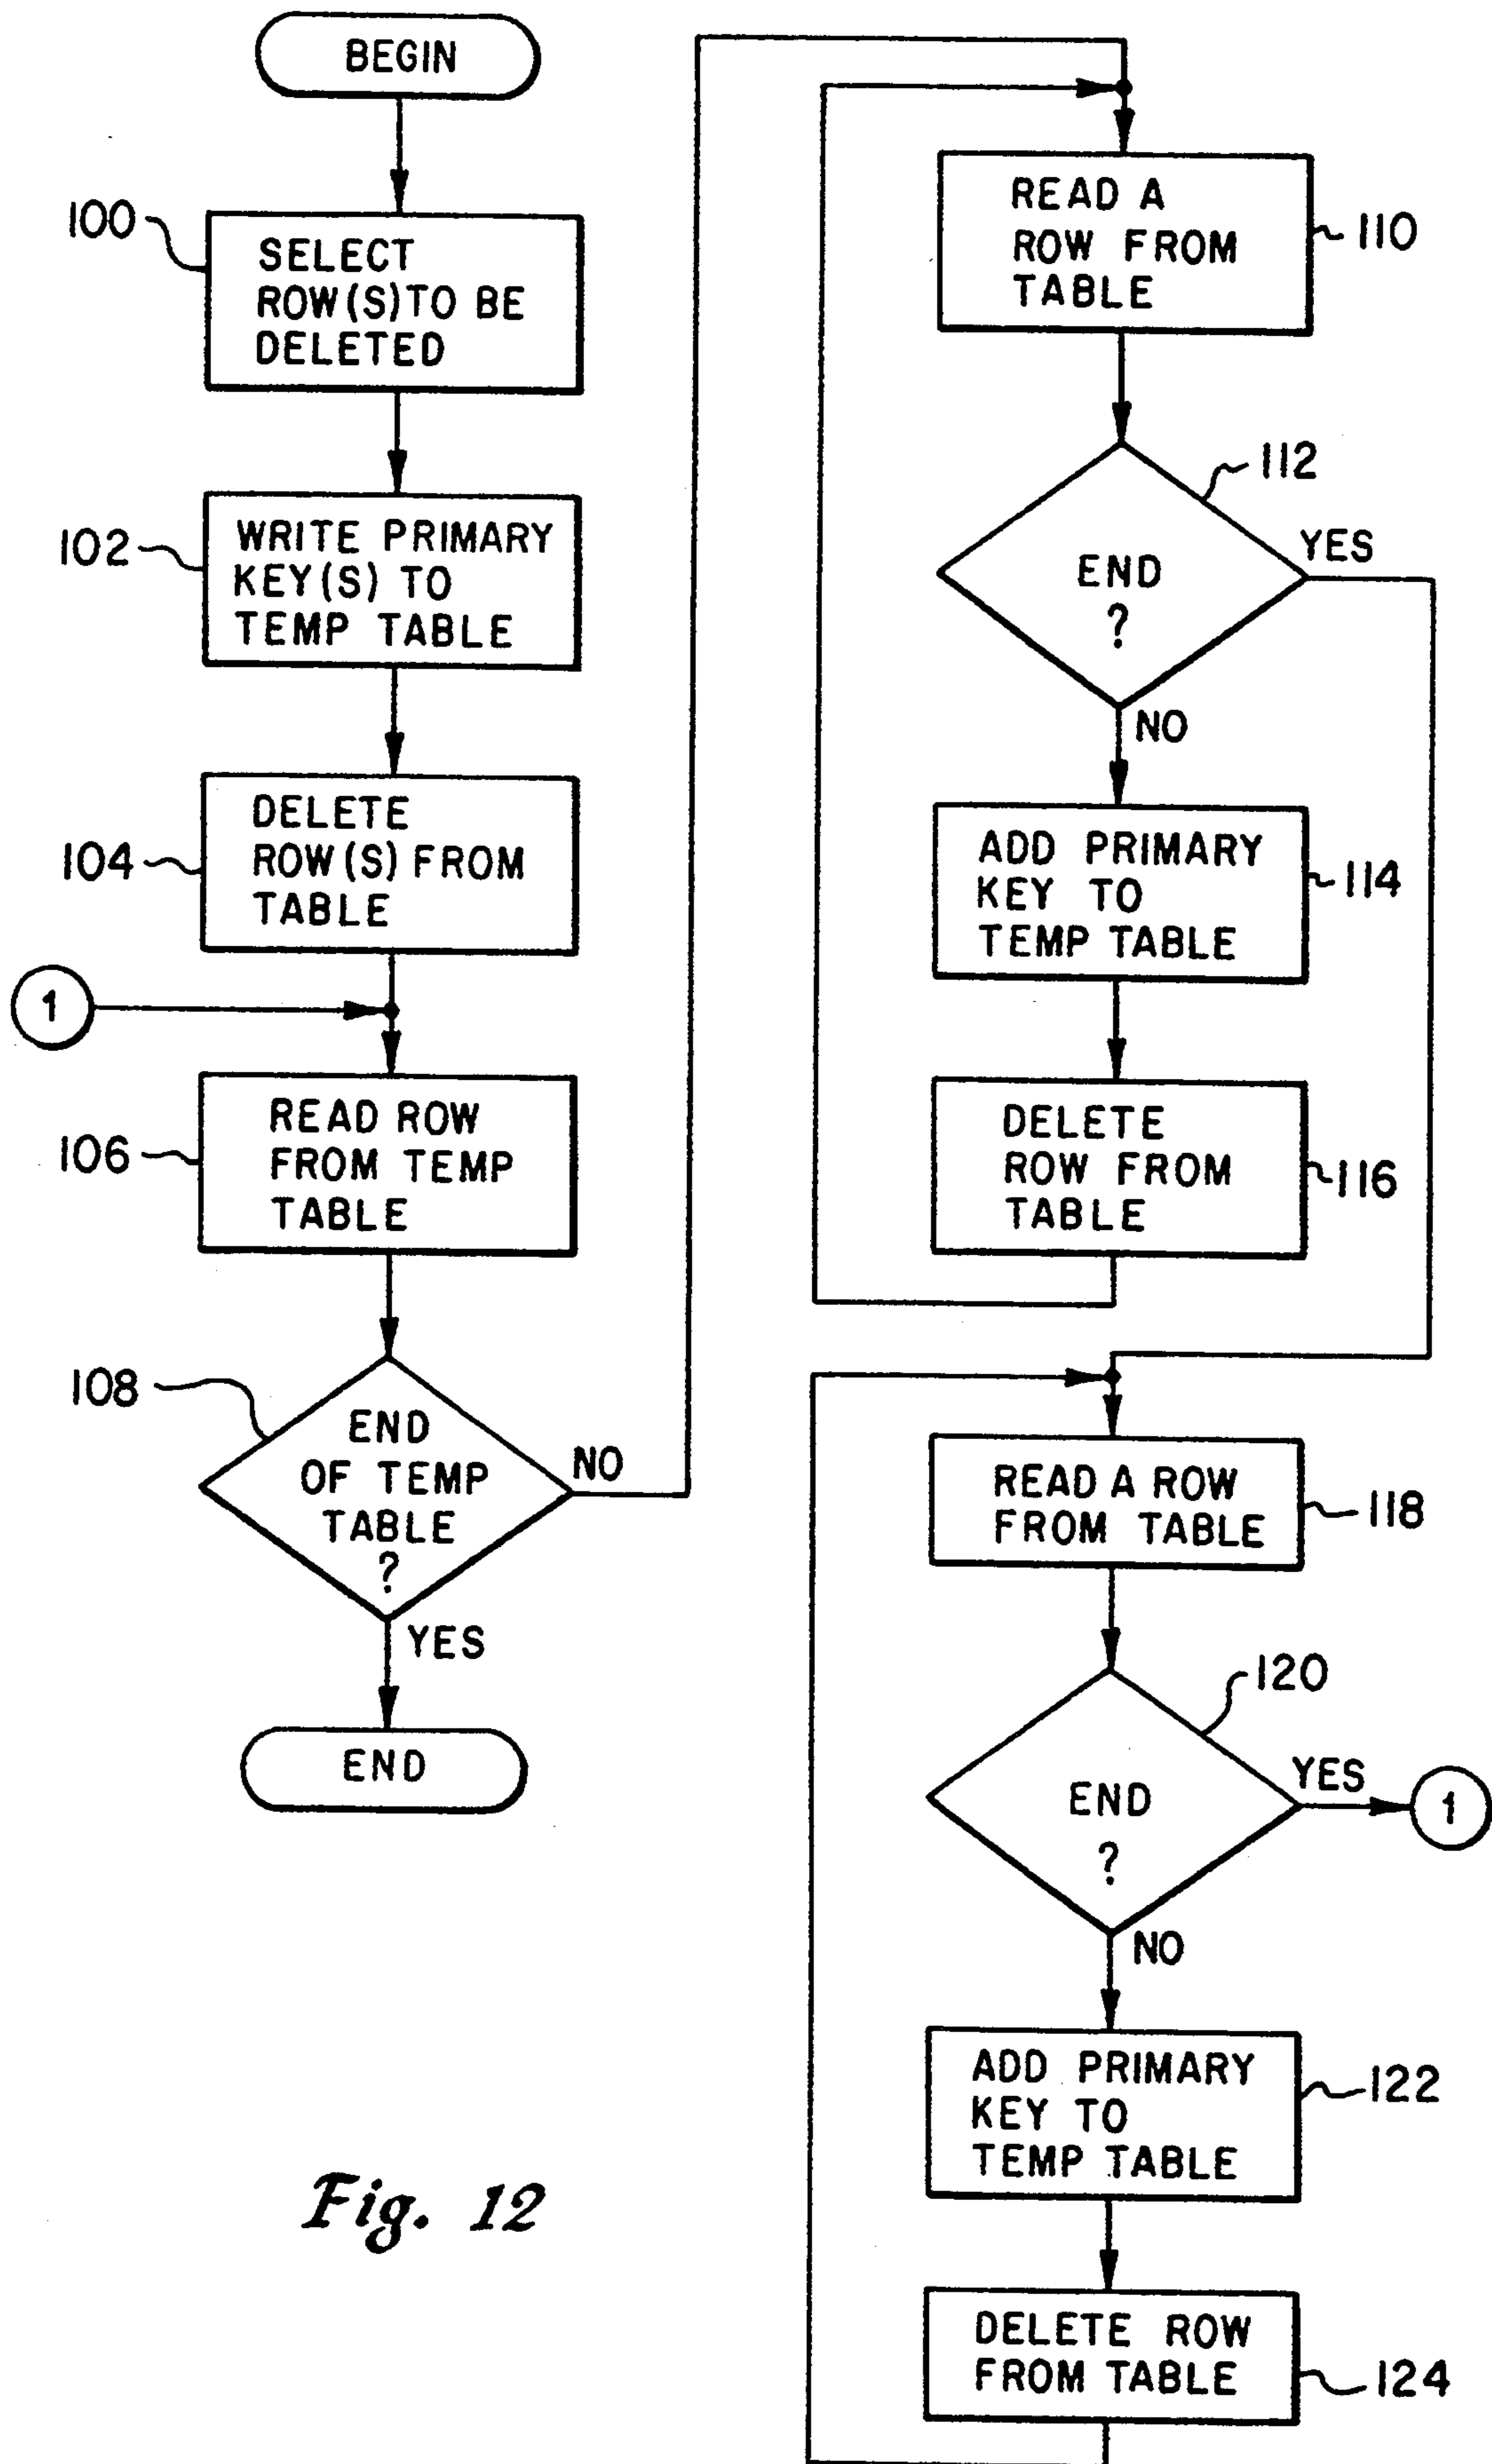 BEGIN
100
SELECT
ROW(S) TO BE
DELETED
102
WRITE PRIMARY
KEY(S) TO
TEMP TABLE
104
DELETE
ROW(S) FROM
TABLE
1
106
READ ROW
FROM TEMP
TABLE
108
END
OF TEMP
TABLE
?
NO
YES
END
READ A
ROW FROM
TABLE
110
112
END
?
YES
NO
ADD PRIMARY
KEY TO
TEMP TABLE
114
DELETE
ROW FROM
TABLE
116
READ A ROW
FROM TABLE
118
120
END
?
YES
1
NO
ADD PRIMARY
KEY TO
TEMP TABLE
122
DELETE ROW
FROM TABLE
124
Fig. 12